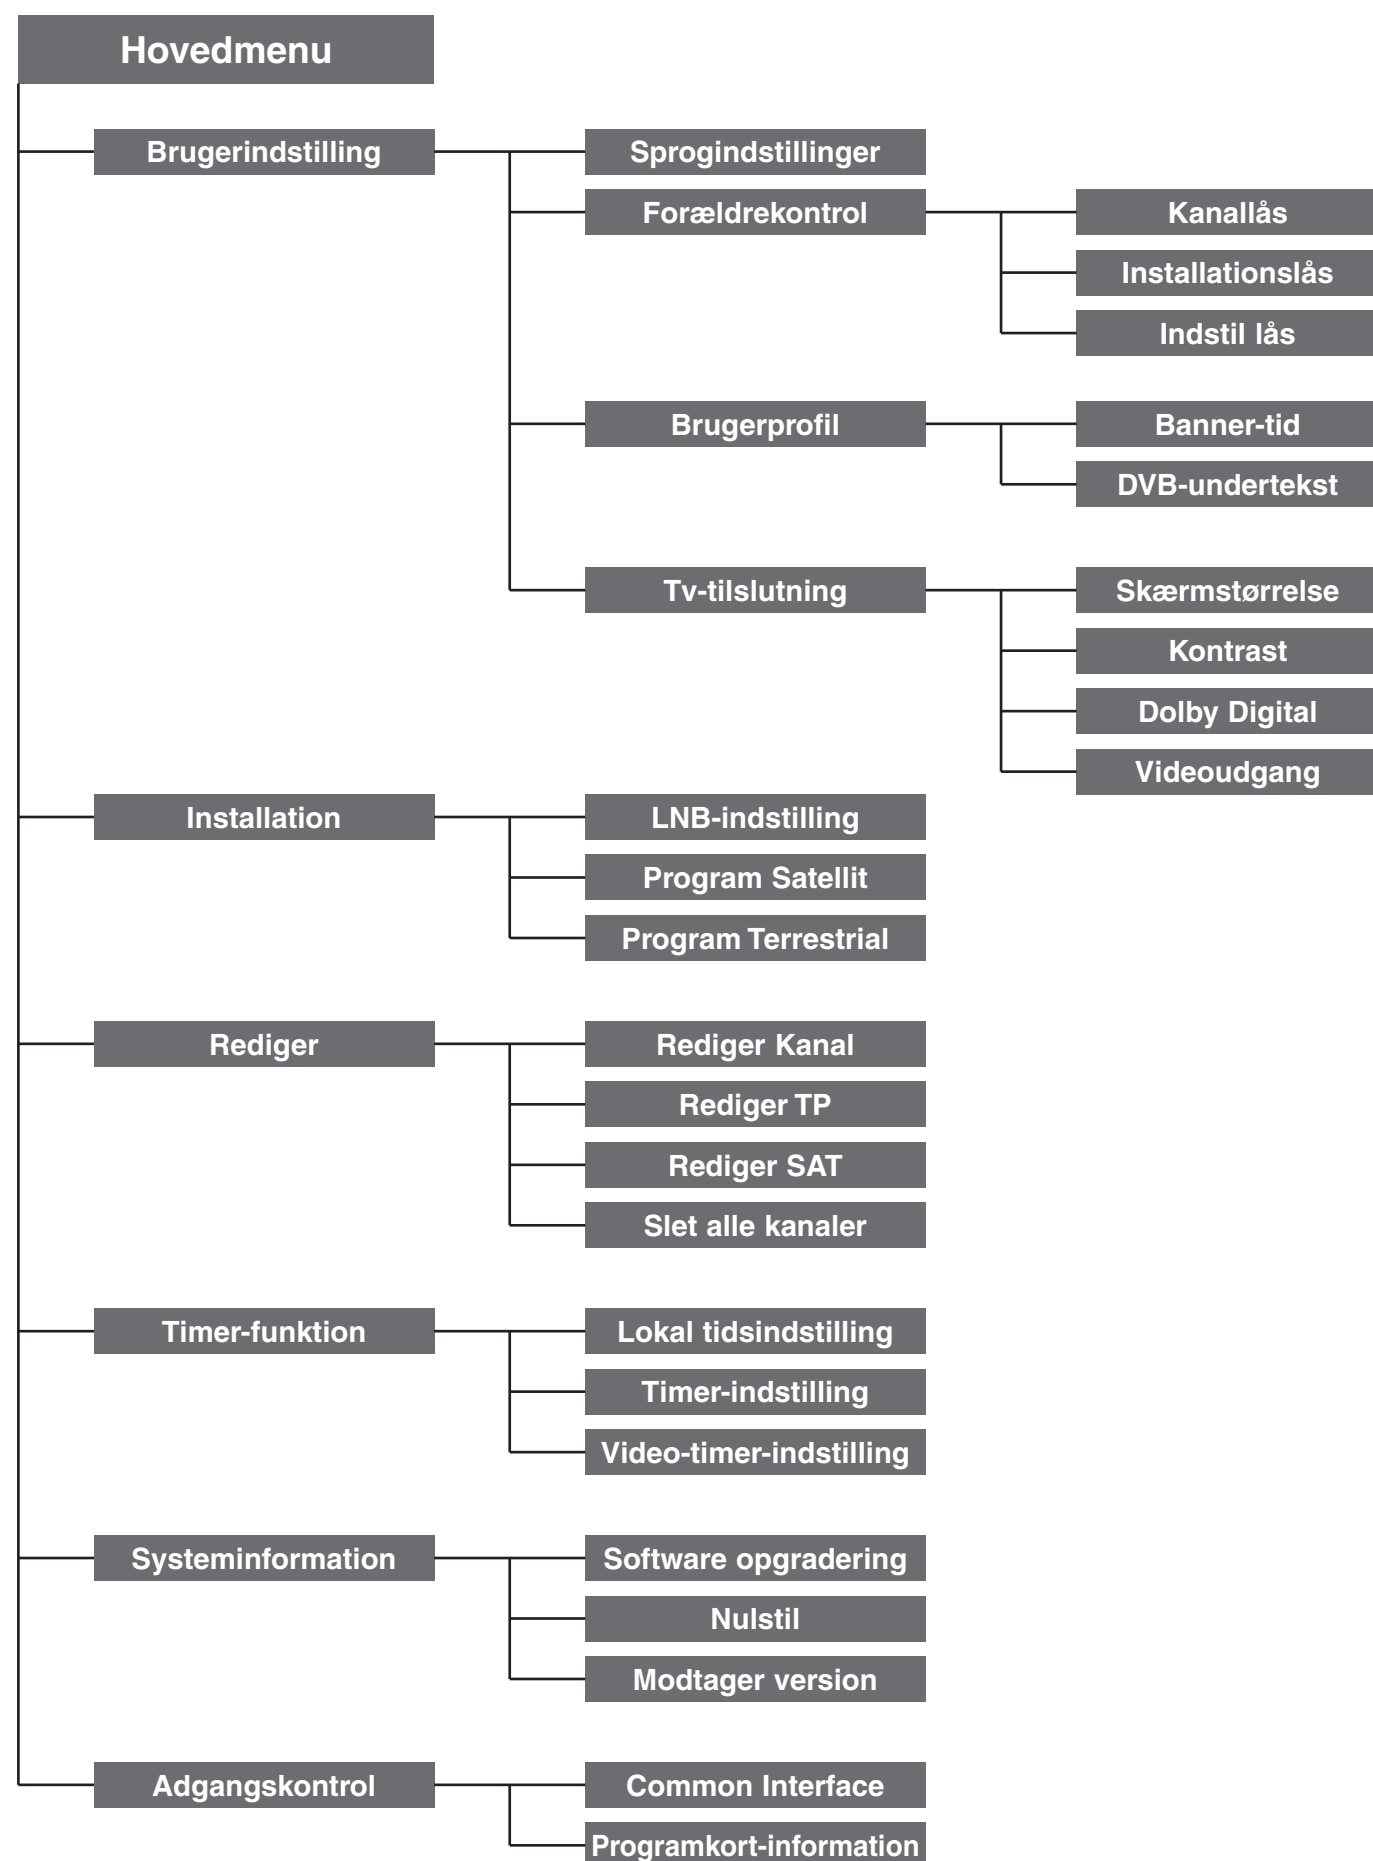 Hovedmenu
Brugerindstilling
Sprogindstillinger
Forældrekontrol
Kanallås
Installationslås
Indstil lås
Brugerprofil
Banner-tid
DVB-undertekst
Tv-tilslutning
Skærmstørrelse
Kontrast
Dolby Digital
Videoudgang
Installation
LNB-indstilling
Program Satellit
Program Terrestrial
Rediger
Rediger Kanal
Rediger TP
Rediger SAT
Slet alle kanaler
Timer-funktion
Lokal tidsindstilling
Timer-indstilling
Video-timer-indstilling
Systeminformation
Software opgradering
Nulstil
Modtager version
Adgangskontrol
Common Interface
Programkort-information